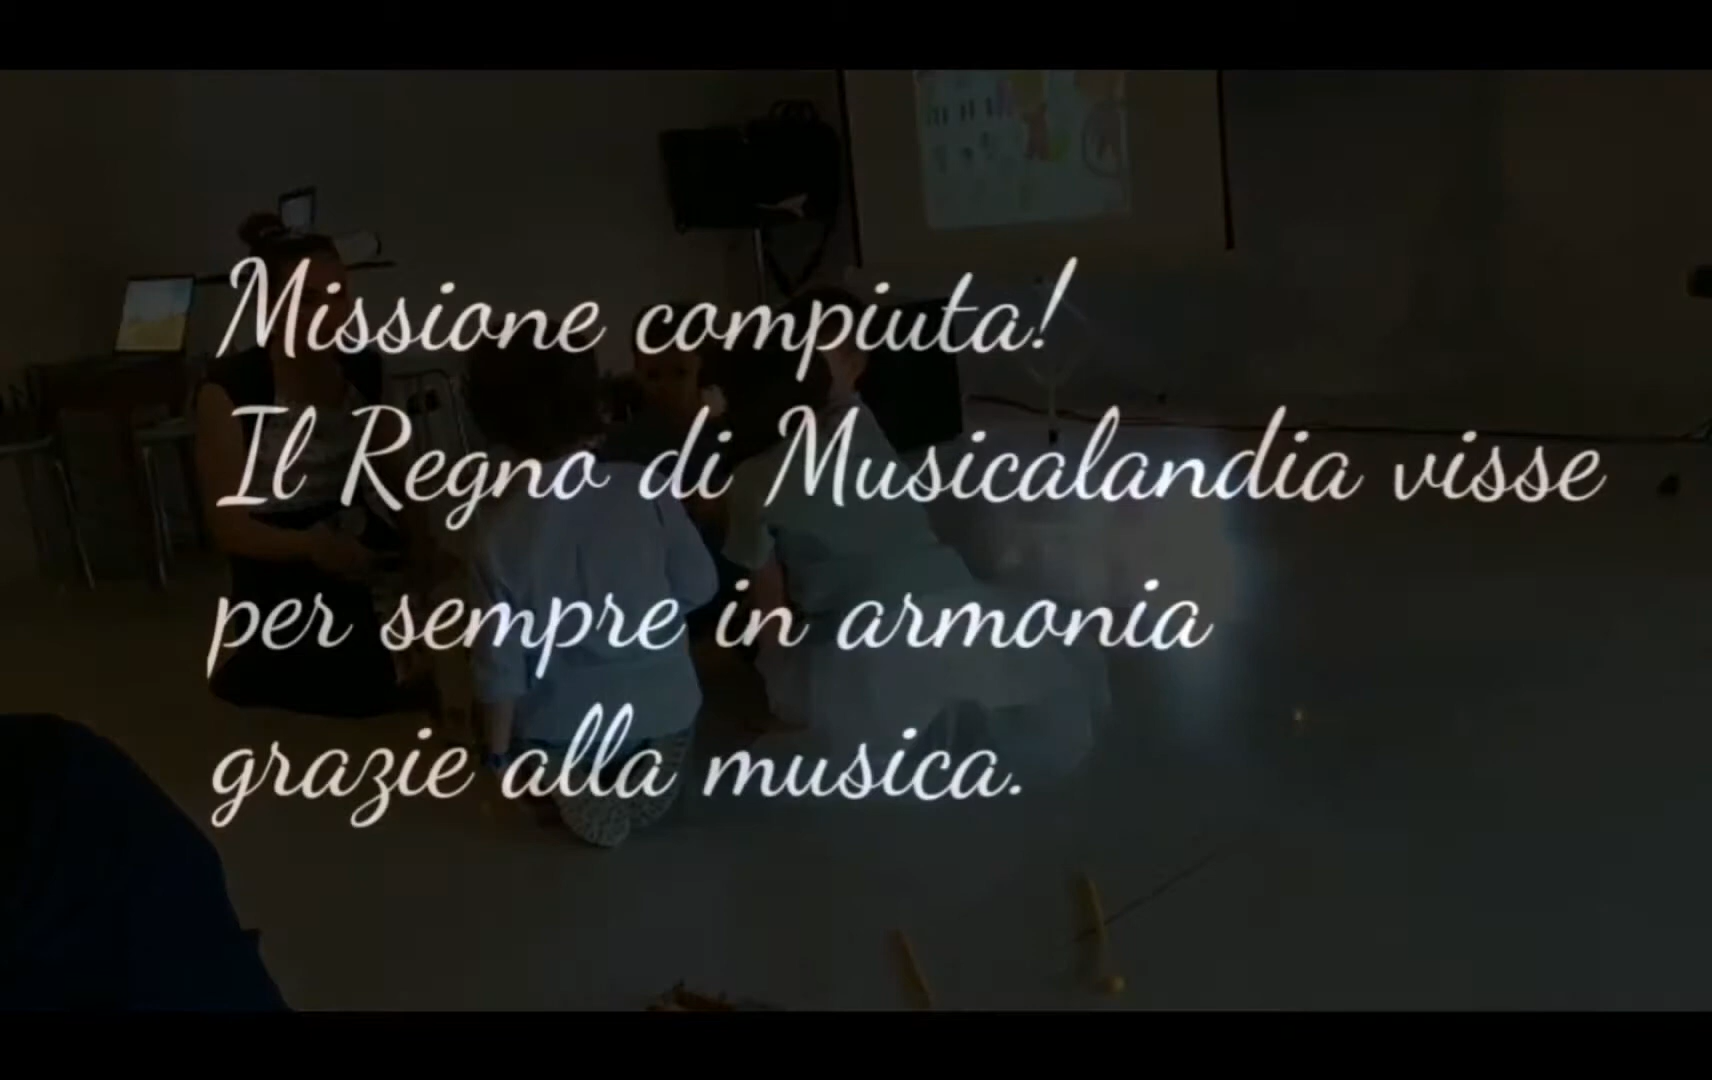 Missione compiuta!
Il Regno di Musicalandia visse
per sempre in armonia
grazie alla musica.